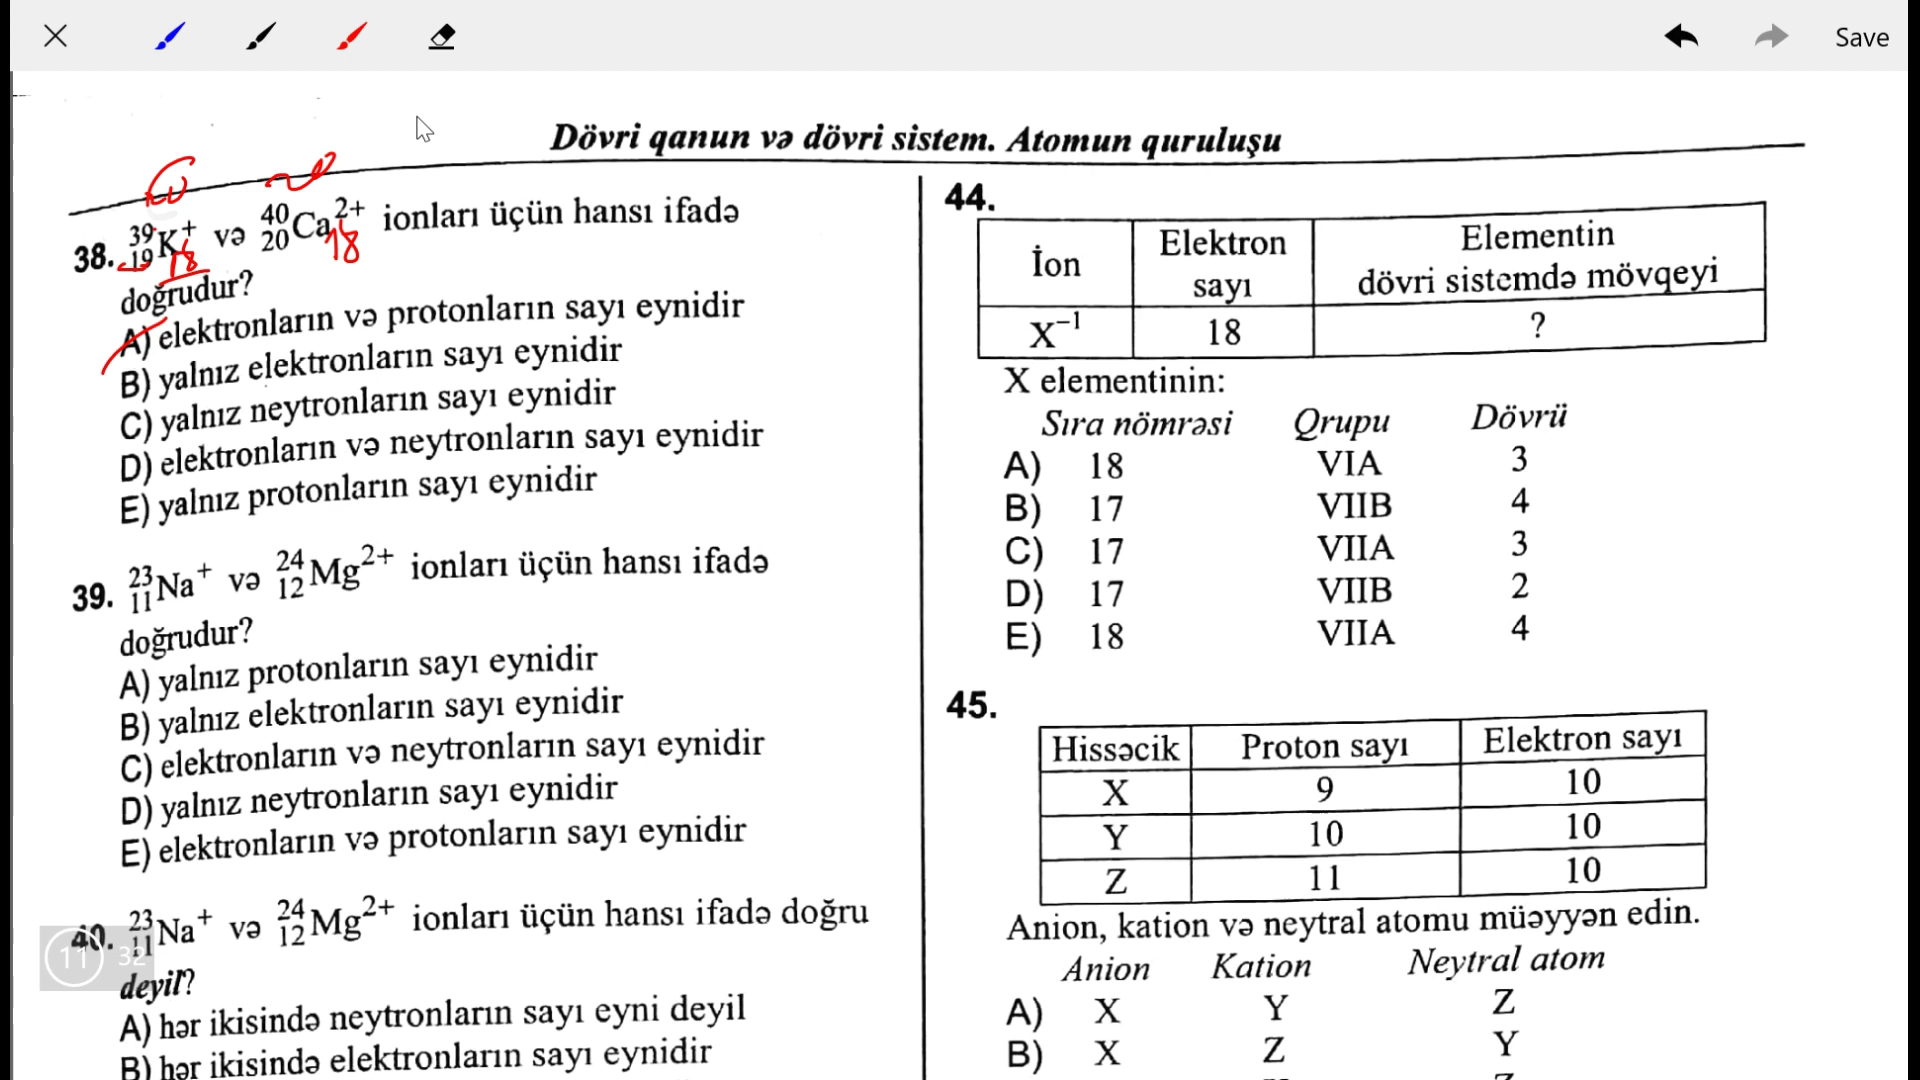 Save
Dövri qanun və dövri sistem. Atomun quruluşu
38. ³⁹₁₉K⁺ və ⁴⁰₂₀Ca²⁺ ionları üçün hansı ifadə
18
18
doğrudur?
A) elektronların və protonların sayı eynidir
B) yalnız elektronların sayı eynidir
C) yalnız neytronların sayı eynidir
D) elektronların və neytronların sayı eynidir
E) yalnız protonların sayı eynidir
39. ²³₁₁Na⁺ və ²⁴₁₂Mg²⁺ ionları üçün hansı ifadə
doğrudur?
A) yalnız protonların sayı eynidir
B) yalnız elektronların sayı eynidir
C) elektronların və neytronların sayı eynidir
D) yalnız neytronların sayı eynidir
E) elektronların və protonların sayı eynidir
40. ²³₁₁Na⁺ və ²⁴₁₂Mg²⁺ ionları üçün hansı ifadə doğru
11 32
deyil?
A) hər ikisində neytronların sayı eyni deyil
B) hər ikisində elektronların sayı eynidir
44.
İon Elektron sayı Elementin dövri sistemdə mövqeyi
X⁻¹ 18 ?
X elementinin:
Sıra nömrəsi Qrupu Dövrü
A) 18 VIA 3
B) 17 VIIB 4
C) 17 VIIA 3
D) 17 VIIB 2
E) 18 VIIA 4
45.
Hissəcik Proton sayı Elektron sayı
X 9 10
Y 10 10
Z 11 10
Anion, kation və neytral atomu müəyyən edin.
Anion Kation Neytral atom
A) X Y Z
B) X Z Y